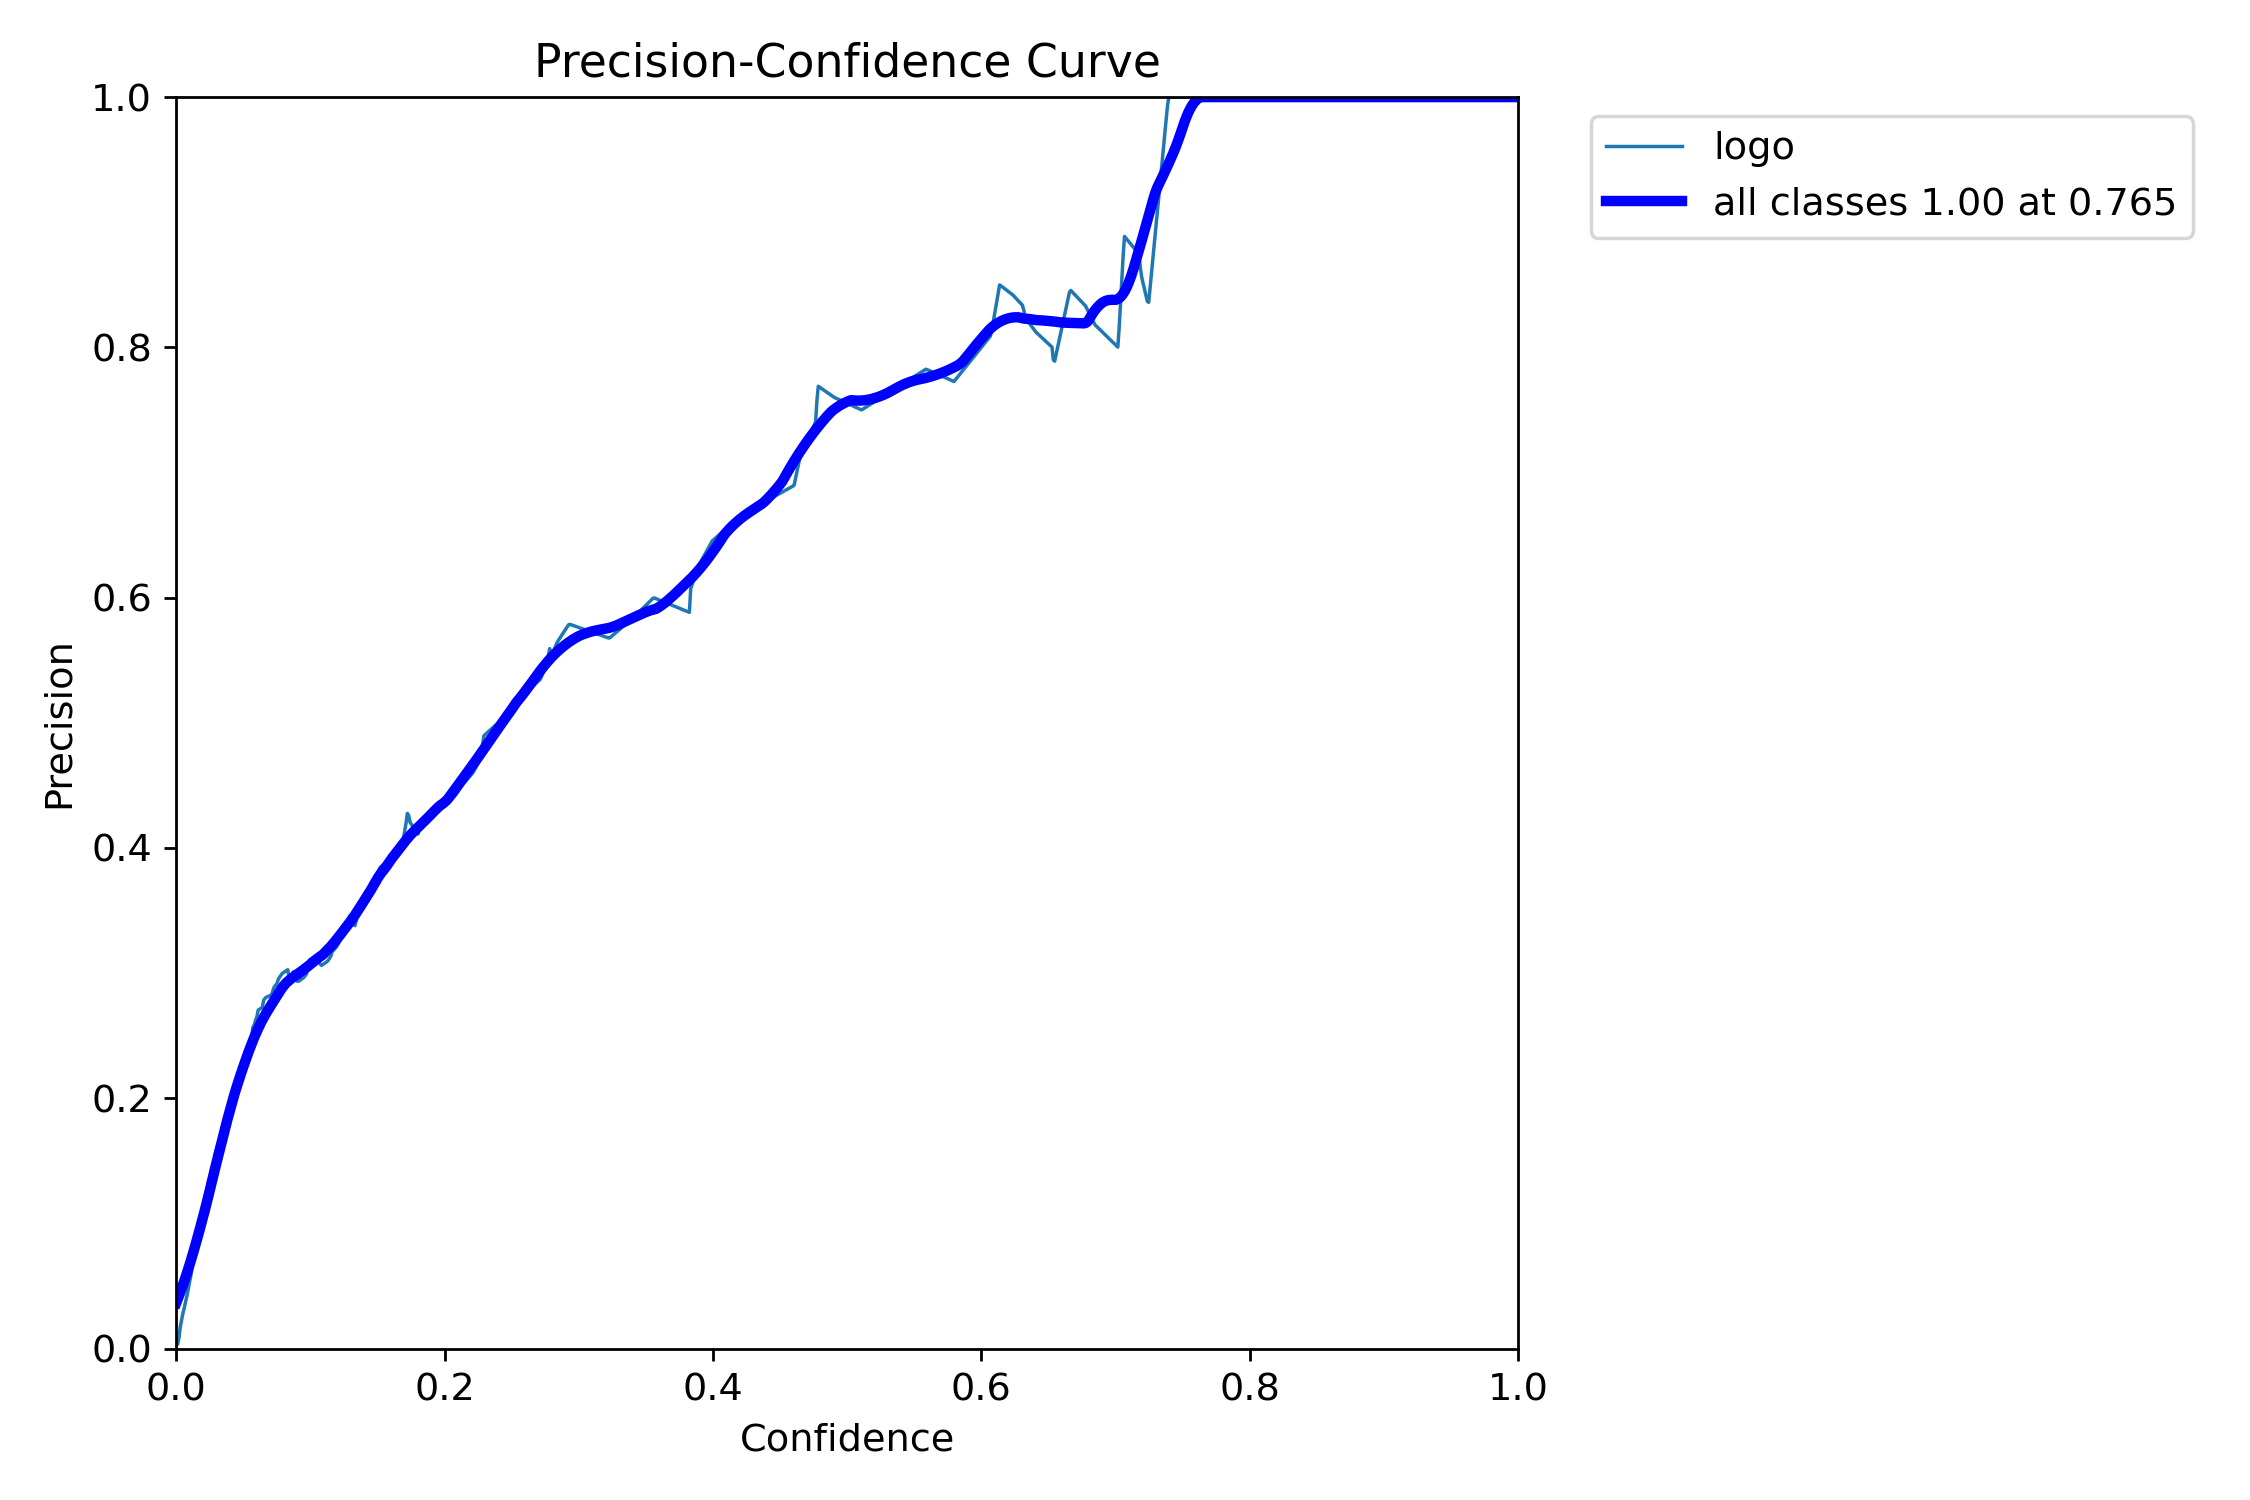 Precision-Confidence Curve
1.0
0.8
0.6
0.4
0.2
0.0
Precision
0.0 0.2 0.4 0.6 0.8 1.0
Confidence
logo
all classes 1.00 at 0.765